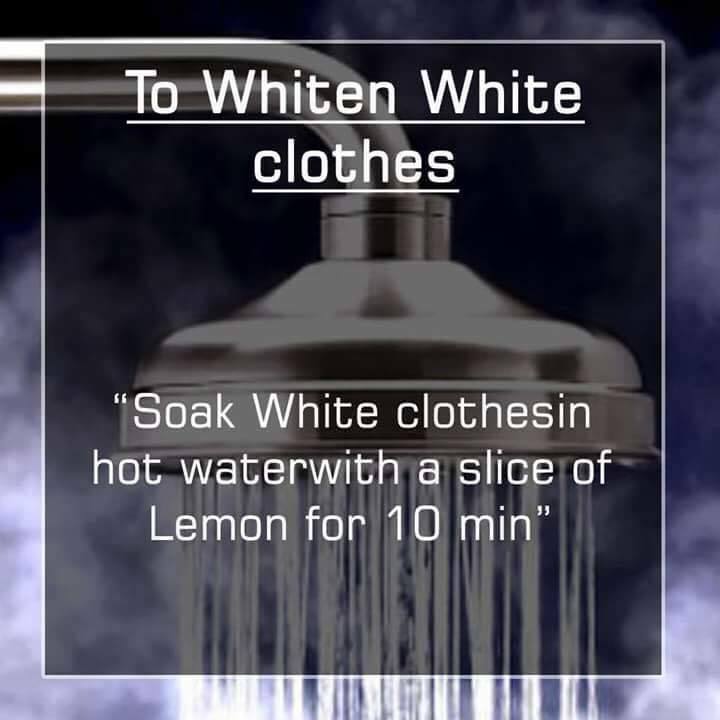 To Whiten White
clothes
“Soak White clothesin
hot waterwith a slice of
Lemon for 10 min”